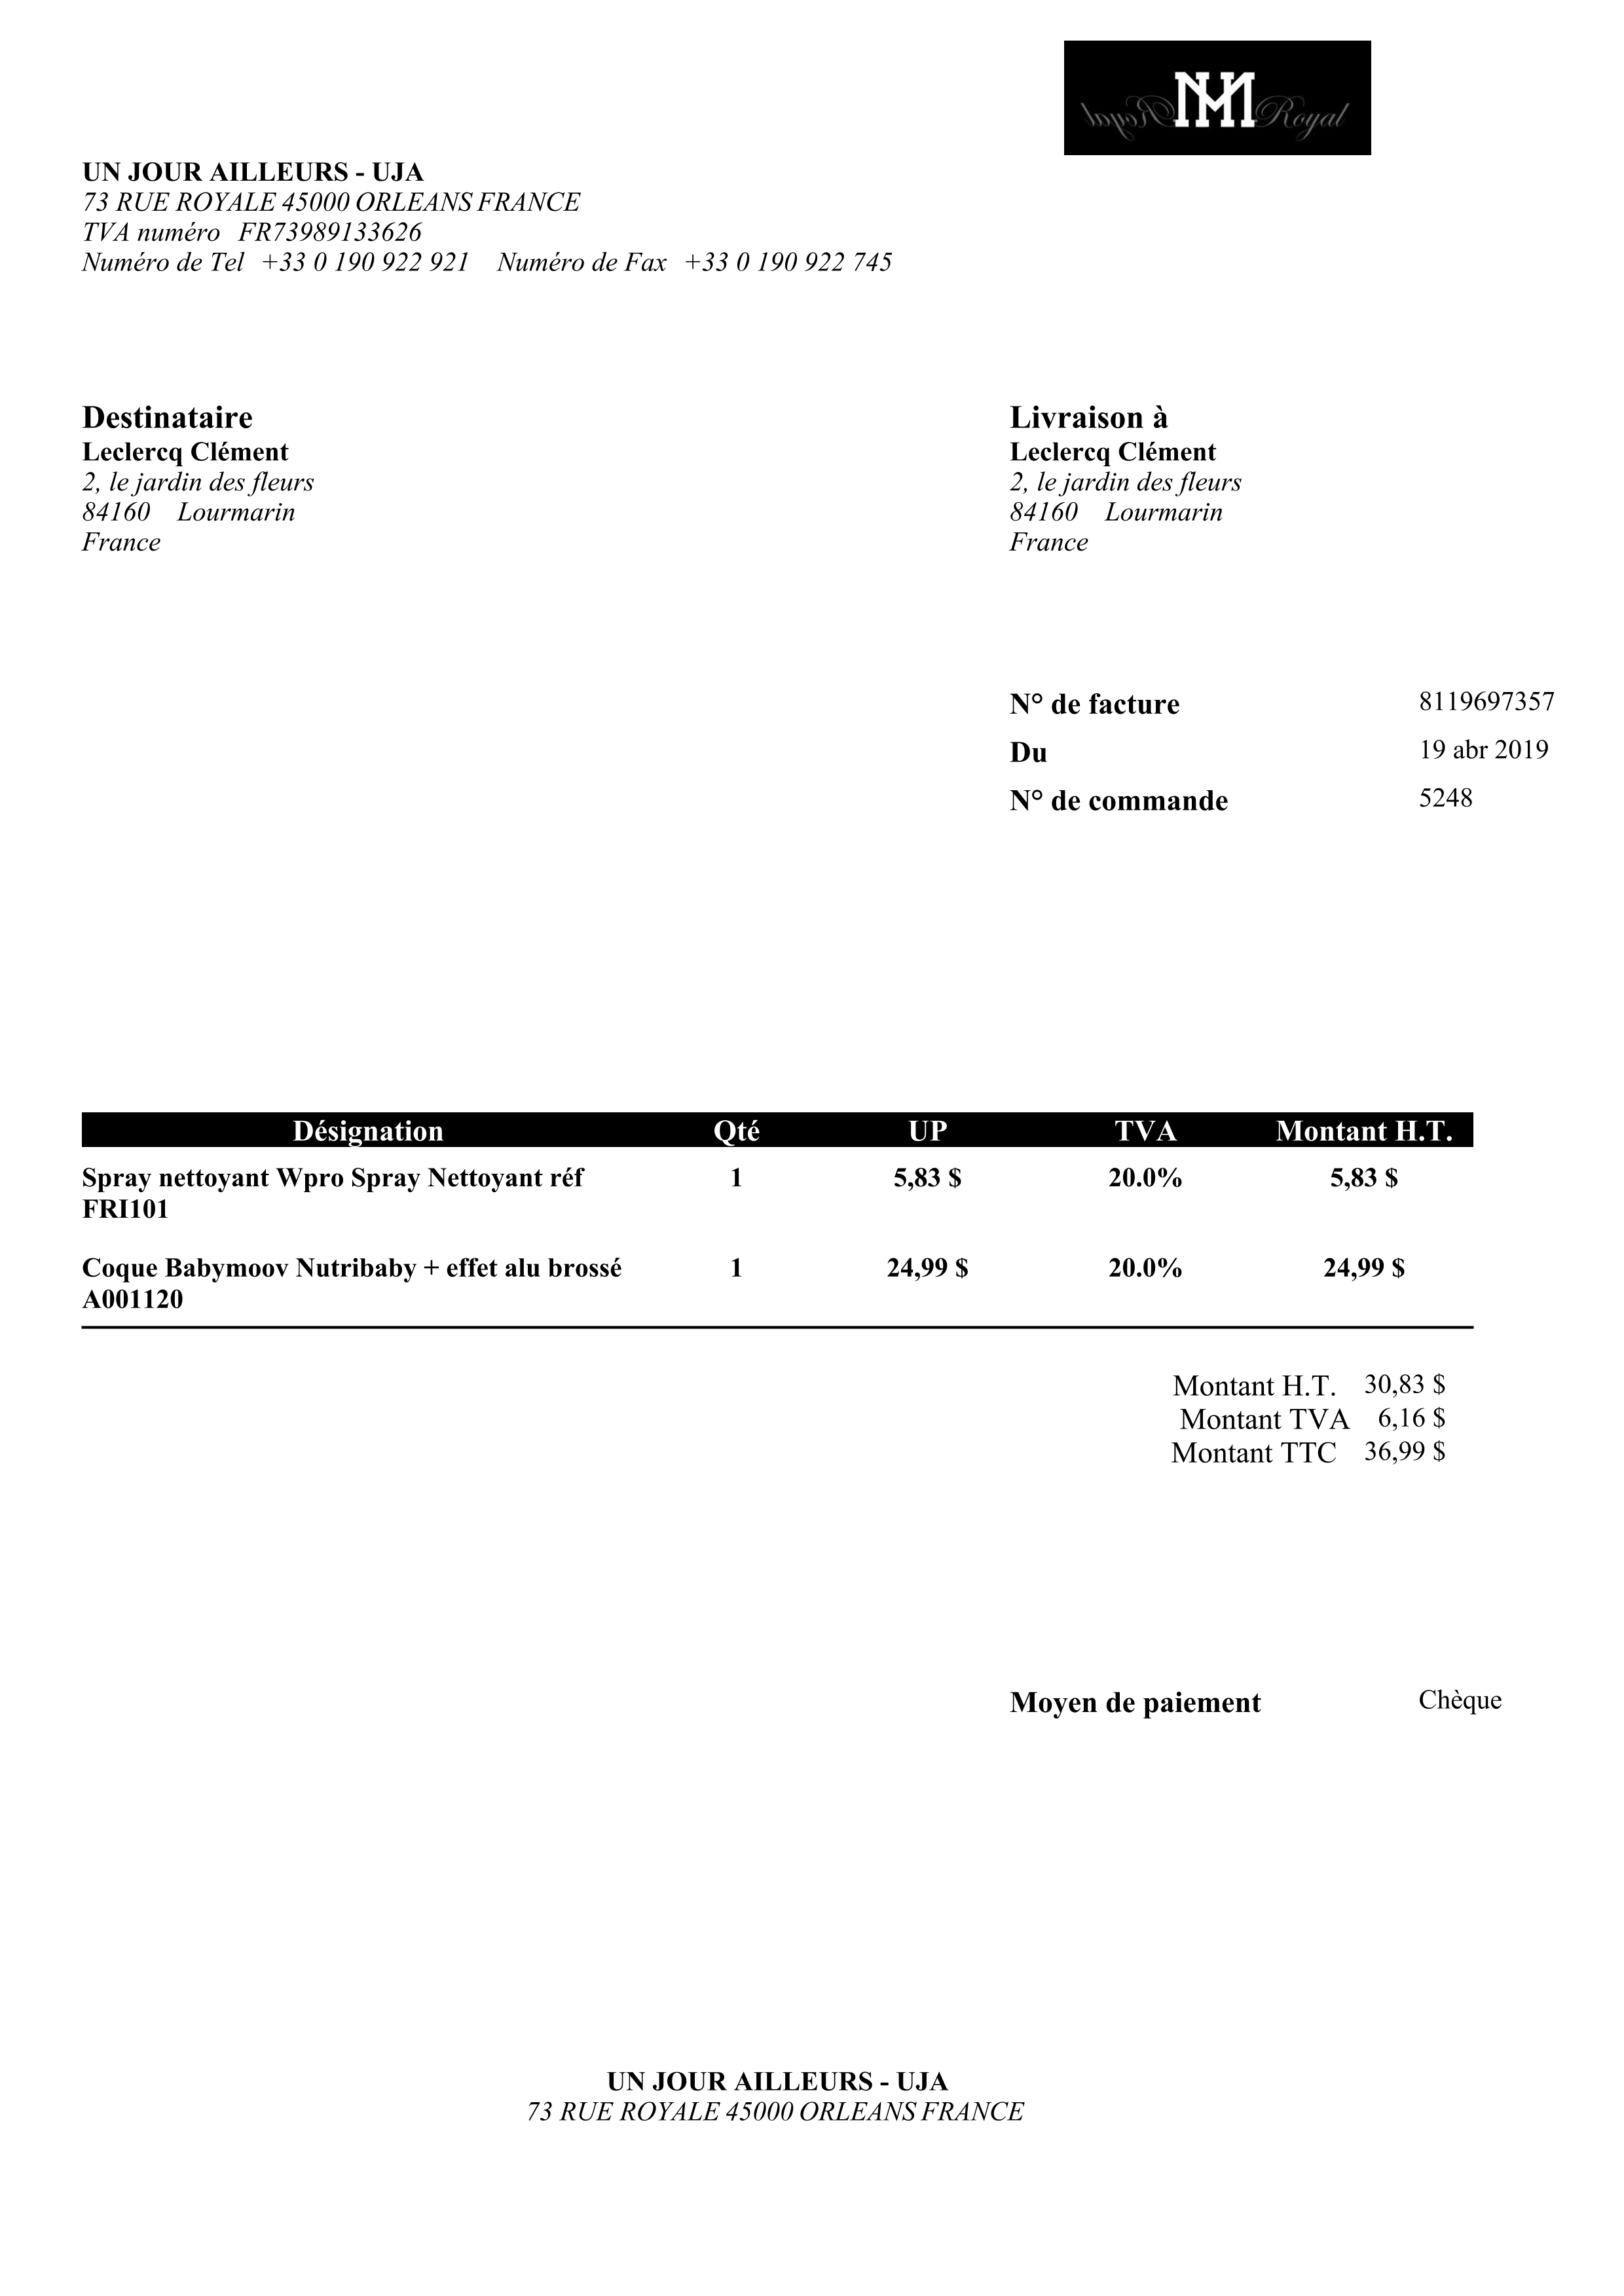 Royal MH Royal
UN JOUR AILLEURS - UJA
73 RUE ROYALE 45000 ORLEANS FRANCE
TVA numéro FR73989133626
Numéro de Tel +33 0 190 922 921 Numéro de Fax +33 0 190 922 745
Destinataire
Leclercq Clément
2, le jardin des fleurs
84160 Lourmarin
France
Livraison à
Leclercq Clément
2, le jardin des fleurs
84160 Lourmarin
France
N° de facture 8119697357
Du 19 abr 2019
N° de commande 5248
Désignation Qté UP TVA Montant H.T.
Spray nettoyant Wpro Spray Nettoyant réf 1 5,83 $ 20.0% 5,83 $
FRI101
Coque Babymoov Nutribaby + effet alu brossé 1 24,99 $ 20.0% 24,99 $
A001120
Montant H.T. 30,83 $
Montant TVA 6,16 $
Montant TTC 36,99 $
Moyen de paiement Chèque
UN JOUR AILLEURS - UJA
73 RUE ROYALE 45000 ORLEANS FRANCE